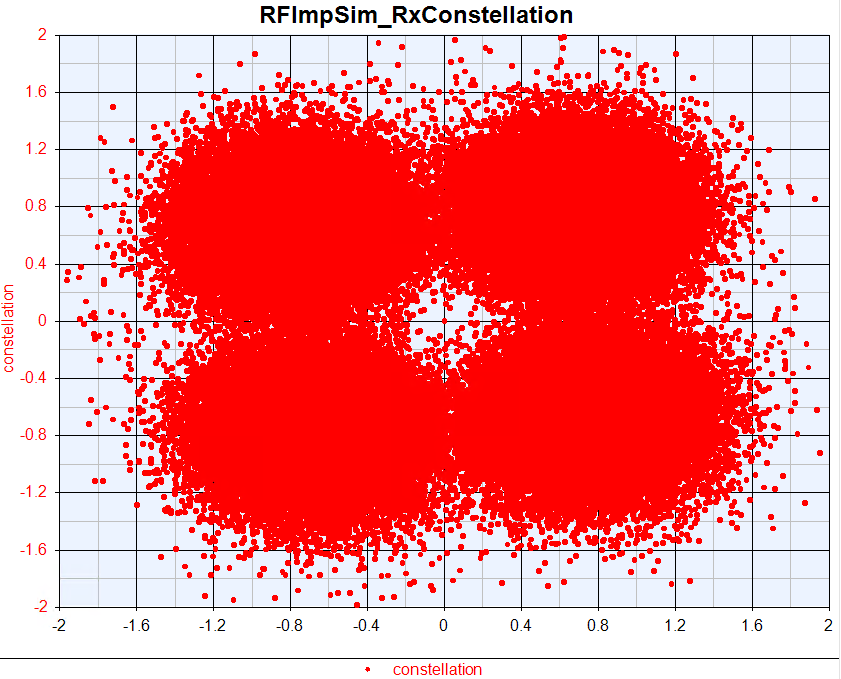 RFImpSim_RxConstellation
2
1.6
1.2
0.8
0.4
0
-0.4
-0.8
-1.2
-1.6
-2
constellation
-2 -1.6 -1.2 -0.8 -0.4 0 0.4 0.8 1.2 1.6 2
constellation